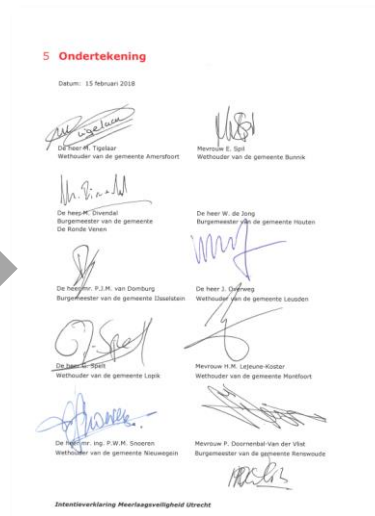 5 Ondertekening
Datum: 15 februari 2018
De heer M. Tigelaar
Wethouder van de gemeente Amersfoort
Mevrouw E. Spil
Wethouder van de gemeente Bunnik
De heer M. Divendal
Burgemeester van de gemeente
De Ronde Venen
De heer W. de Jong
Burgemeester van de gemeente Houten
De heer mr. P.J.M. van Domburg
Burgemeester van de gemeente IJsselstein
De heer J. Overweg
Wethouder van de gemeente Leusden
De heer G. Spelt
Wethouder van de gemeente Lopik
Mevrouw H.M. Lejeune-Koster
Wethouder van de gemeente Montfoort
De heer mr. ing. P.W.M. Snoeren
Wethouder van de gemeente Nieuwegein
Mevrouw P. Doornenbal-Van der Vlist
Burgemeester van de gemeente Renswoude
Intentieverklaring Meerlaagsveiligheid Utrecht